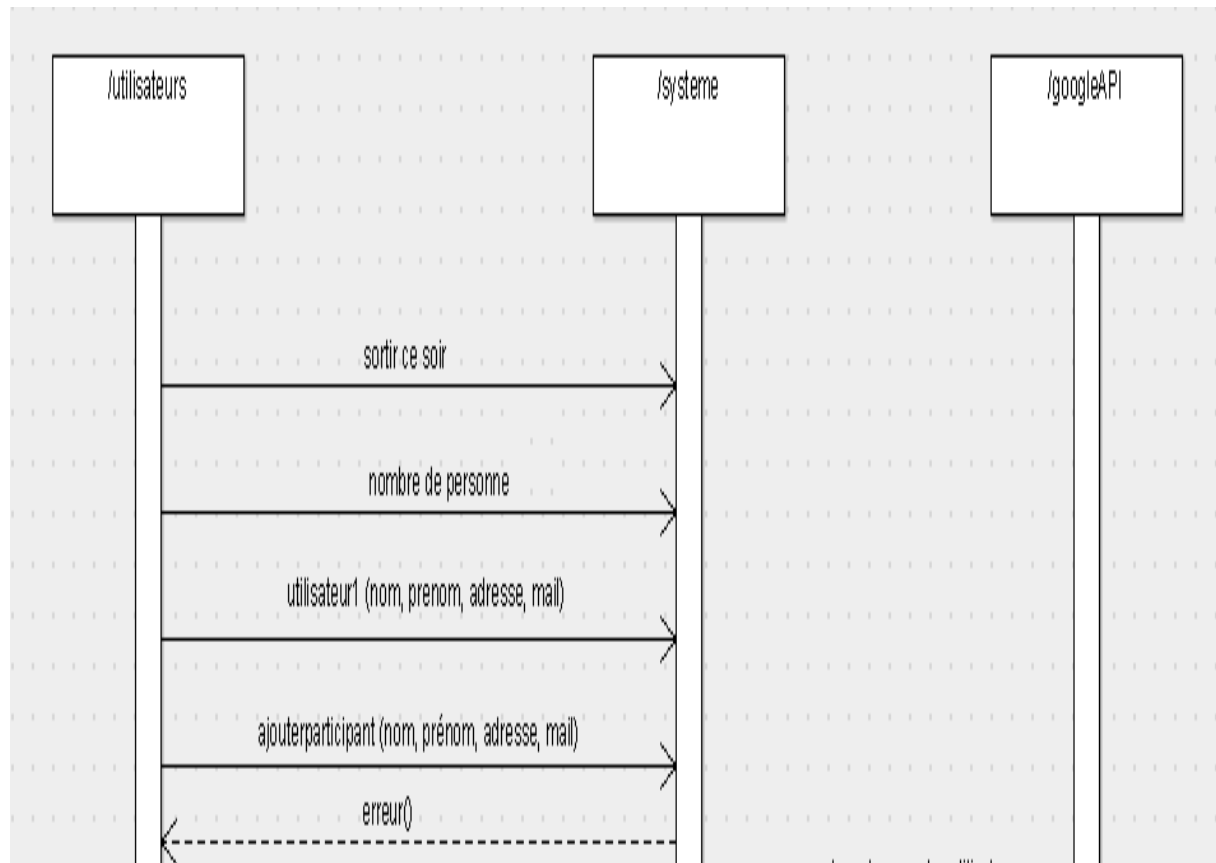 /utilisateurs
/systeme
/googleAPI
sortir ce soir
nombre de personne
utilisateur1 (nom, prenom, adresse, mail)
ajouterparticipant (nom, prénom, adresse, mail)
erreur()